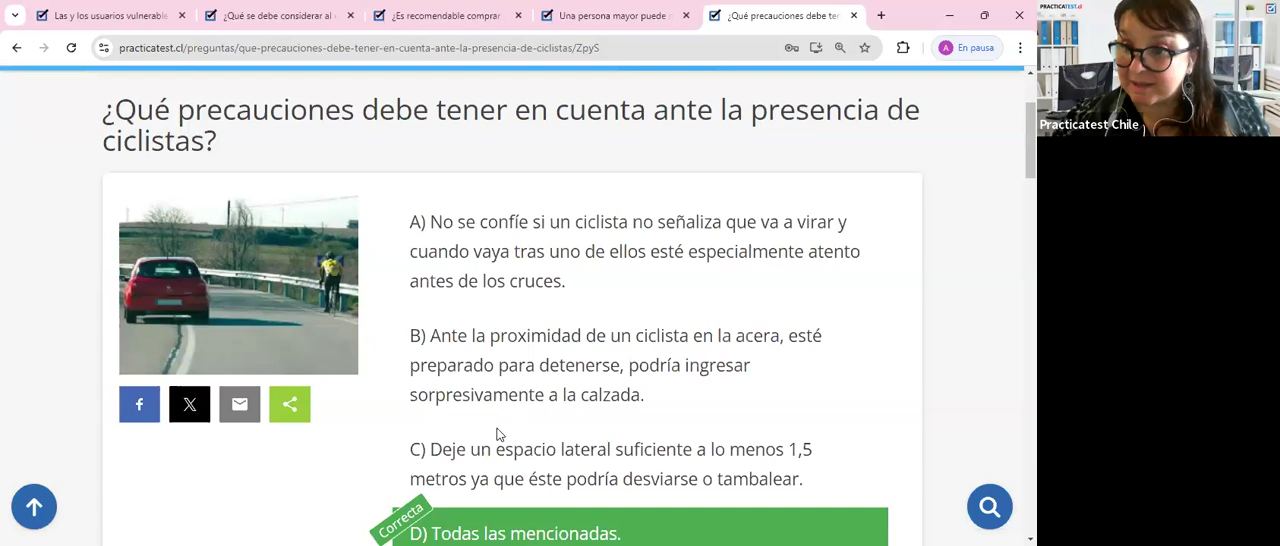 Las y los usuarios vulnerable
¿Qué se debe considerar al
¿Es recomendable comprar
Una persona mayor puede
¿Qué precauciones debe ter
practicatest.cl/preguntas/que-precauciones-debe-tener-en-cuenta-ante-la-presencia-de-ciclistas/ZpyS
A
En pausa
PRACTICATEST.cl
Practicatest Chile
¿Qué precauciones debe tener en cuenta ante la presencia de
ciclistas?
A) No se confíe si un ciclista no señaliza que va a virar y
cuando vaya tras uno de ellos esté especialmente atento
antes de los cruces.
B) Ante la proximidad de un ciclista en la acera, esté
preparado para detenerse, podría ingresar
sorpresivamente a la calzada.
C) Deje un espacio lateral suficiente a lo menos 1,5
metros ya que éste podría desviarse o tambalear.
Correcta
D) Todas las mencionadas.